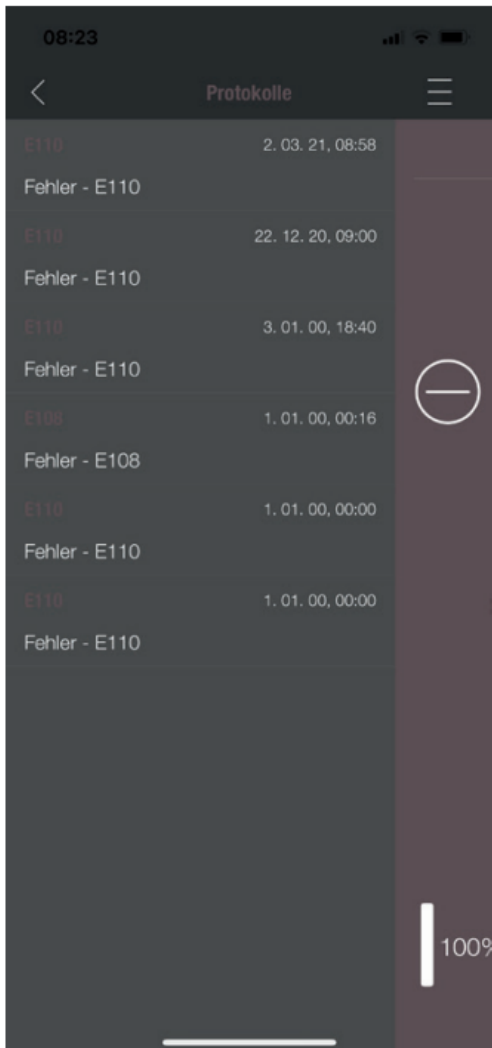 08:23
Protokolle
E110 2. 03. 21, 08:58
Fehler - E110
E110 22. 12. 20, 09:00
Fehler - E110
E110 3. 01. 00, 18:40
Fehler - E110
E108 1. 01. 00, 00:16
Fehler - E108
E110 1. 01. 00, 00:00
Fehler - E110
E110 1. 01. 00, 00:00
Fehler - E110
100%